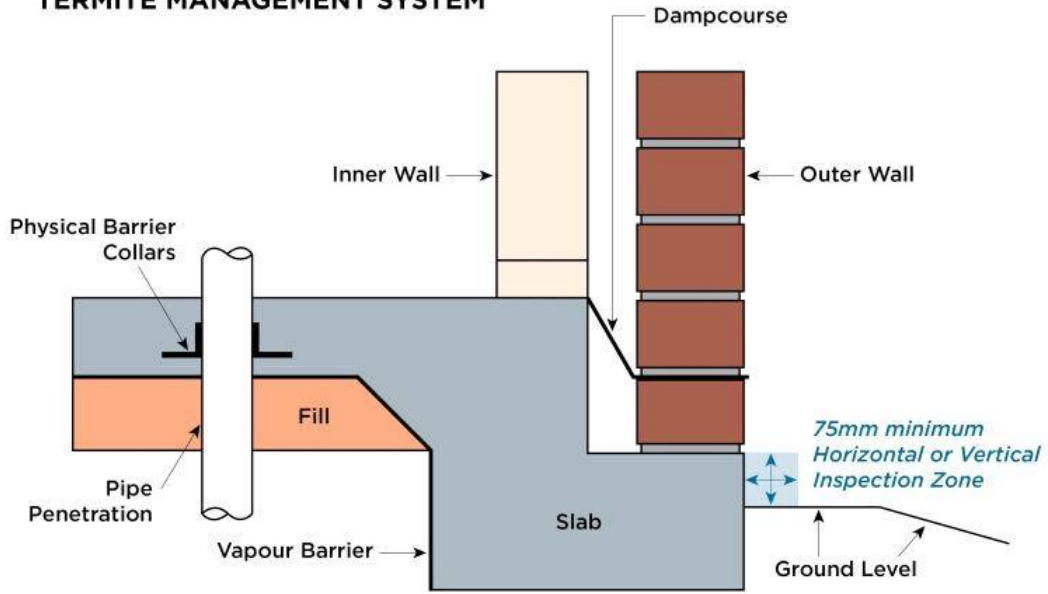 TERMITE MANAGEMENT SYSTEM
Dampcourse
Inner Wall
Outer Wall
Physical Barrier
Collars
Fill
75mm minimum
Horizontal or Vertical
Inspection Zone
Pipe
Penetration
Slab
Vapour Barrier
Ground Level